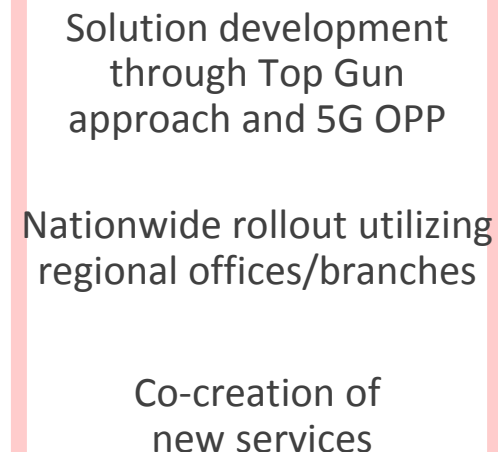 Solution development
through Top Gun
approach and 5G OPP
Nationwide rollout utilizing
regional offices/branches
Co-creation of
new services